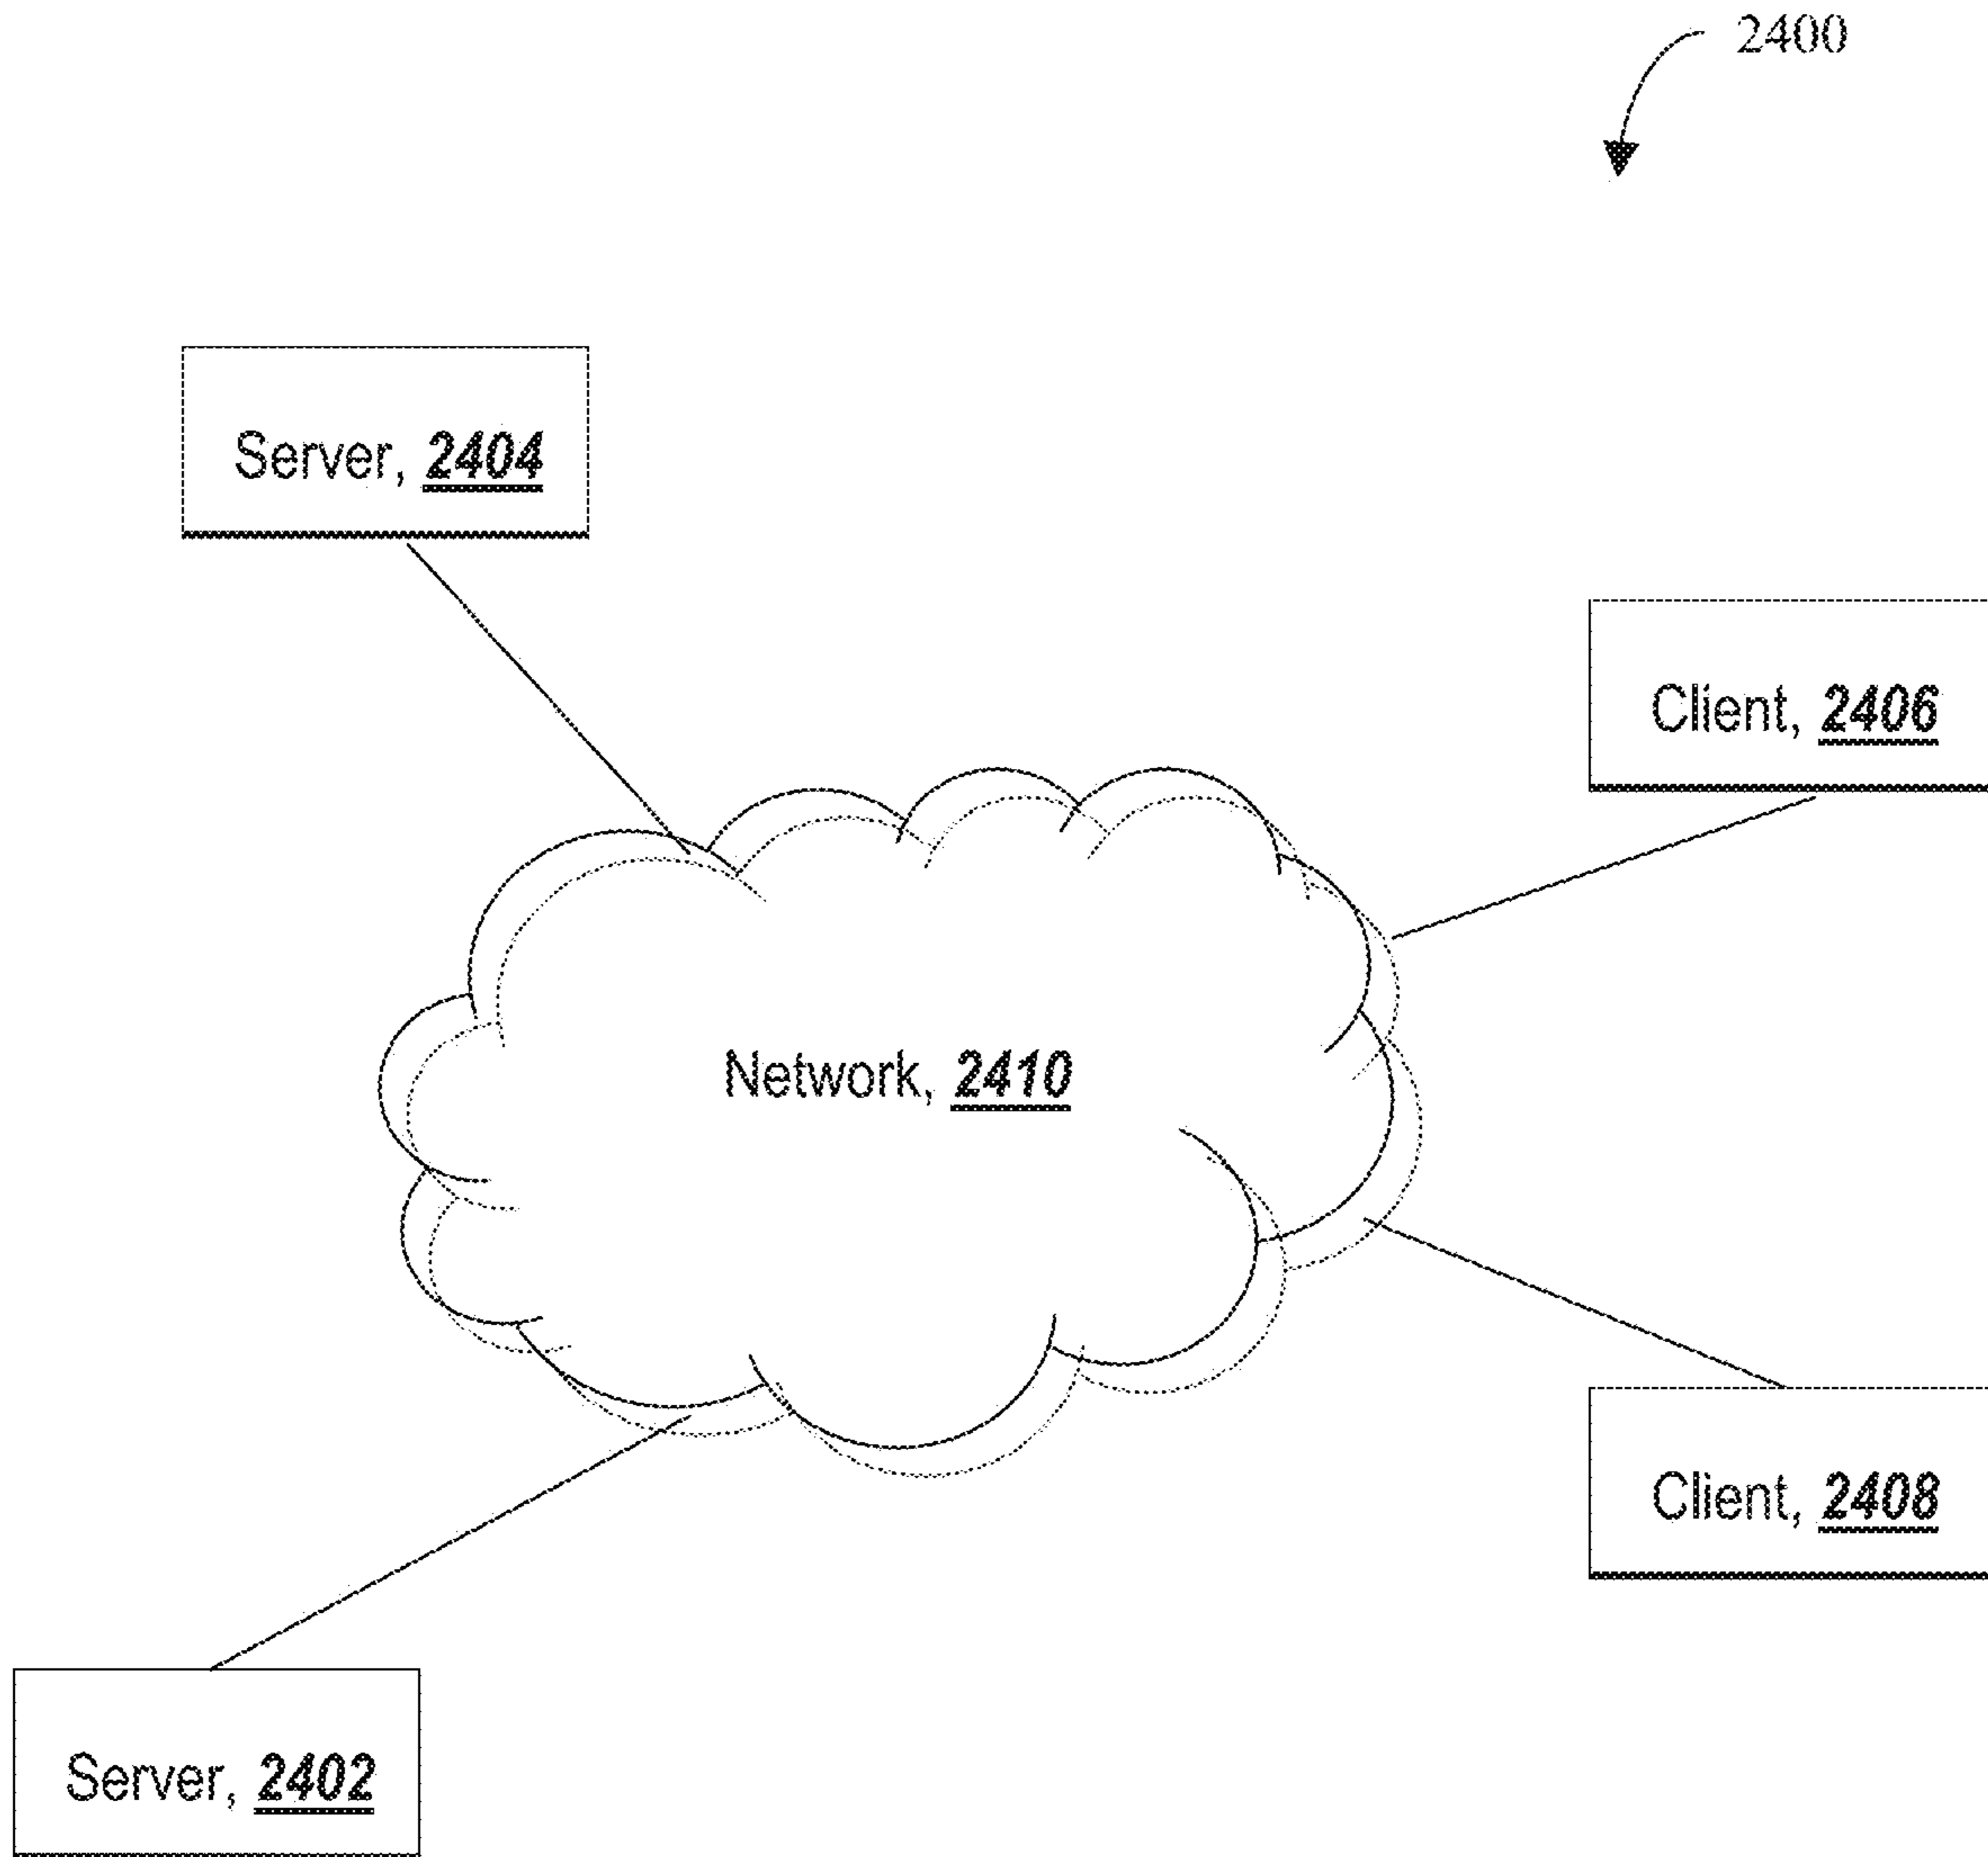 2400
Server, 2404
Client, 2406
Network, 2410
Client, 2408
Server, 2402